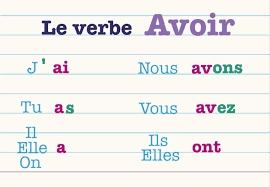 Le verbe Avoir
J'ai Nous avons
Tu as Vous avez
Il
Elle a
On
Ils
Elles ont